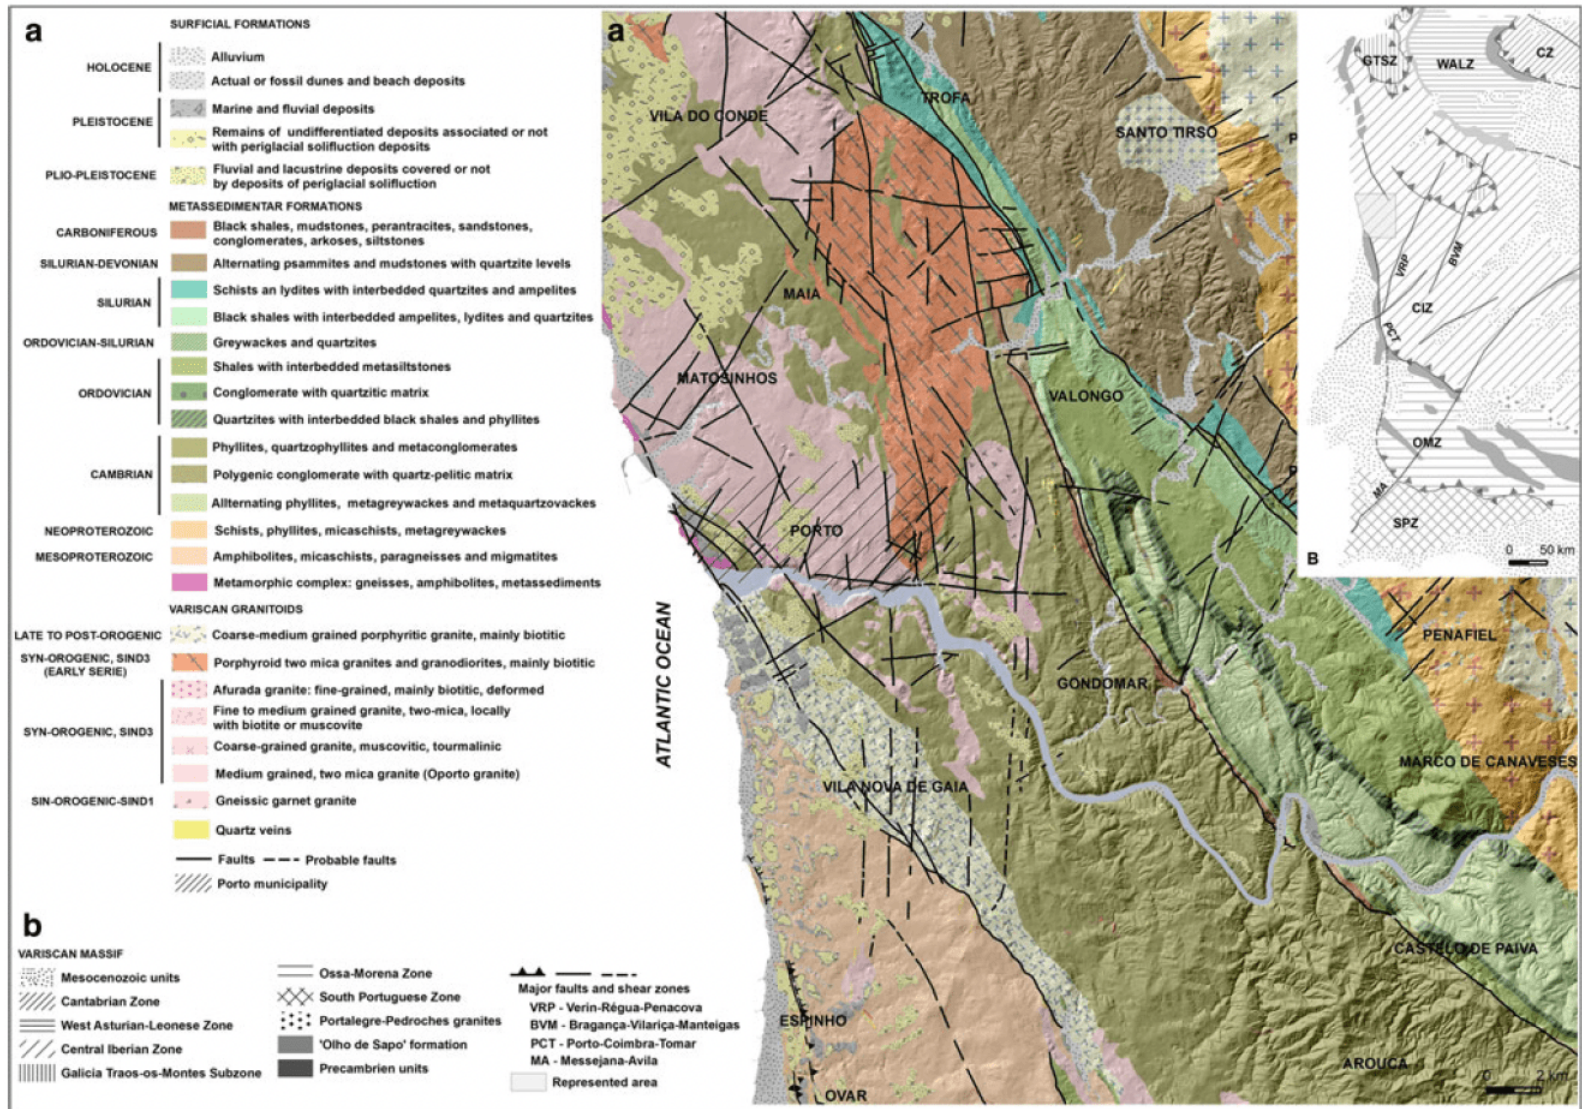 a
SURFICIAL FORMATIONS
HOLOCENE
Alluvium
Actual or fossil dunes and beach deposits
PLEISTOCENE
Marine and fluvial deposits
Remains of undifferentiated deposits associated or not
with periglacial solifluction deposits
PLIO-PLEISTOCENE
Fluvial and lacustrine deposits covered or not
by deposits of periglacial solifluction
METASSEDIMENTAR FORMATIONS
CARBONIFEROUS
Black shales, mudstones, perantracites, sandstones,
conglomerates, arkoses, siltstones
SILURIAN-DEVONIAN
Alternating psammites and mudstones with quartzite levels
SILURIAN
Schists an lydites with interbedded quartzites and ampelites
Black shales with interbedded ampelites, lydites and quartzites
ORDOVICIAN-SILURIAN
Greywackes and quartzites
ORDOVICIAN
Shales with interbedded metasiltstones
Conglomerate with quartzitic matrix
Quartzites with interbedded black shales and phyllites
CAMBRIAN
Phyllites, quartzophyllites and metaconglomerates
Polygenic conglomerate with quartz-pelitic matrix
Allternating phyllites, metagreywackes and metaquartzovackes
NEOPROTEROZOIC
Schists, phyllites, micaschists, metagreywackes
MESOPROTEROZOIC
Amphibolites, micaschists, paragneisses and migmatites
Metamorphic complex: gneisses, amphibolites, metassediments
VARISCAN GRANITOIDS
LATE TO POST-OROGENIC
Coarse-medium grained porphyritic granite, mainly biotitic
SYN-OROGENIC, SIND3
(EARLY SERIE)
Porphyroid two mica granites and granodiorites, mainly biotitic
SYN-OROGENIC, SIND3
Afurada granite: fine-grained, mainly biotitic, deformed
Fine to medium grained granite, two-mica, locally
with biotite or muscovite
Coarse-grained granite, muscovitic, tourmalinic
Medium grained, two mica granite (Oporto granite)
SIN-OROGENIC-SIND1
Gneissic garnet granite
Quartz veins
Faults
Probable faults
Porto municipality
b
VARISCAN MASSIF
Mesocenozoic units
Cantabrian Zone
West Asturian-Leonese Zone
Central Iberian Zone
Galicia Traos-os-Montes Subzone
Ossa-Morena Zone
South Portuguese Zone
Portalegre-Pedroches granites
'Olho de Sapo' formation
Precambrien units
Major faults and shear zones
VRP - Verin-Régua-Penacova
BVM - Bragança-Vilariça-Manteigas
PCT - Porto-Coimbra-Tomar
MA - Messejana-Avila
Represented area
a
VILA DO CONDE
TROFA
SANTO TIRSO
MAIA
MATOSINHOS
VALONGO
PORTO
ATLANTIC OCEAN
GONDOMAR
PENAFIEL
MARCO DE CANAVESES
VILA NOVA DE GAIA
CASTELO DE PAIVA
ESPINHO
AROUCA
OVAR
0 2 km
P
P
GTSZ
WALZ
CZ
VRP
BVM
CIZ
PCT
OMZ
MA
SPZ
B
0 50 km